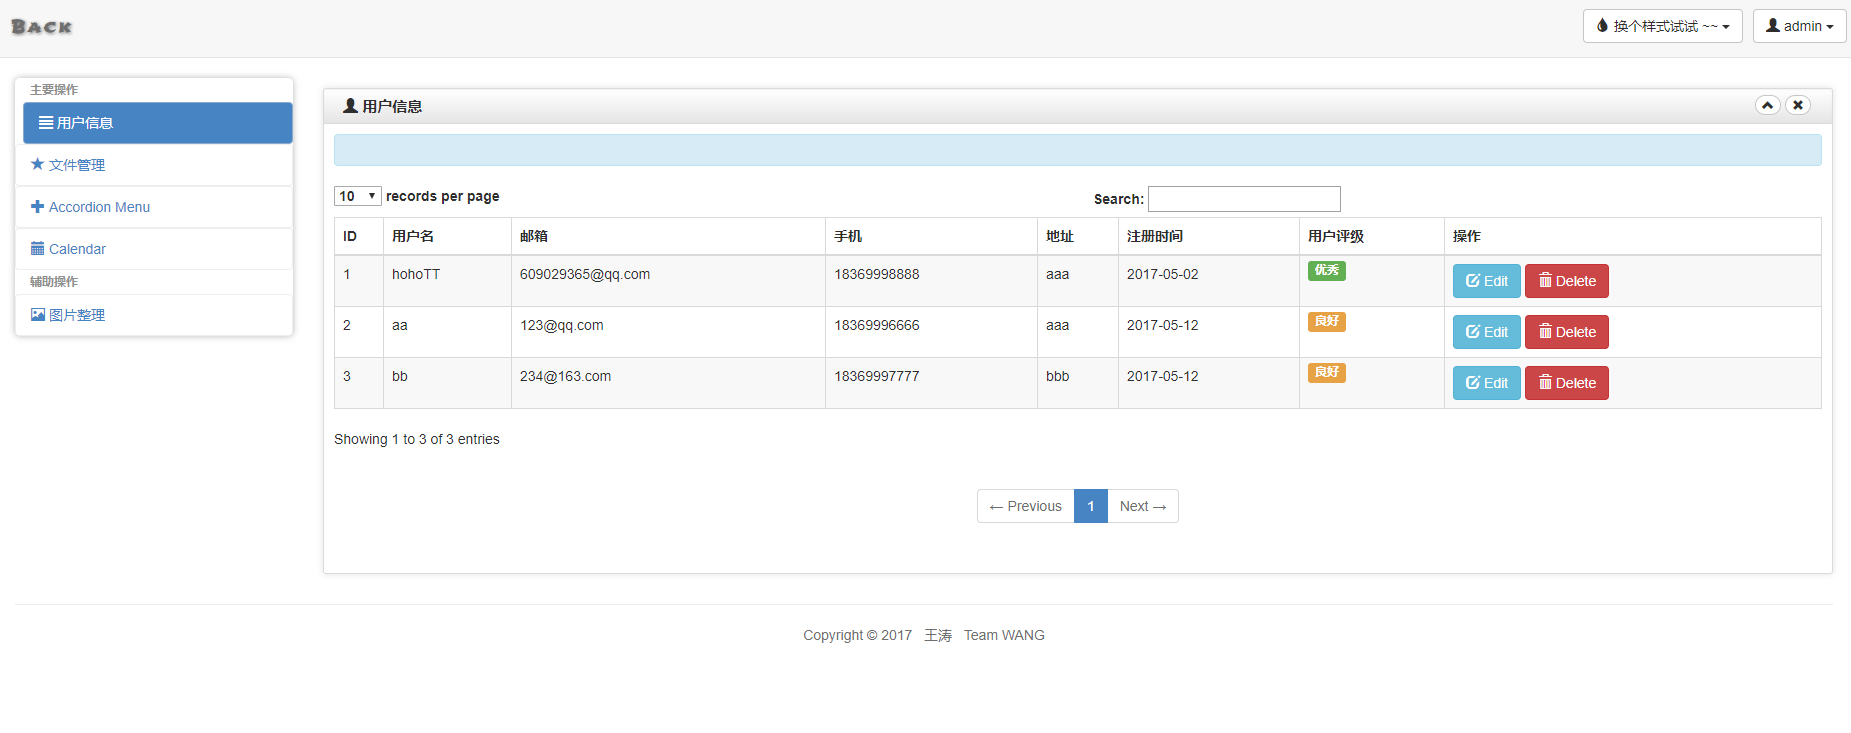 Back
换个样式试试 ~~
admin
主要操作
用户信息
文件管理
Accordion Menu
Calendar
辅助操作
图片整理
用户信息
10 records per page
Search:
ID 用户名 邮箱 手机 地址 注册时间 用户评级 操作
1 hohoTT 609029365@qq.com 18369998888 aaa 2017-05-02 优秀 Edit Delete
2 aa 123@qq.com 18369996666 aaa 2017-05-12 良好 Edit Delete
3 bb 234@163.com 18369997777 bbb 2017-05-12 良好 Edit Delete
Showing 1 to 3 of 3 entries
← Previous 1 Next →
Copyright © 2017 王涛 Team WANG